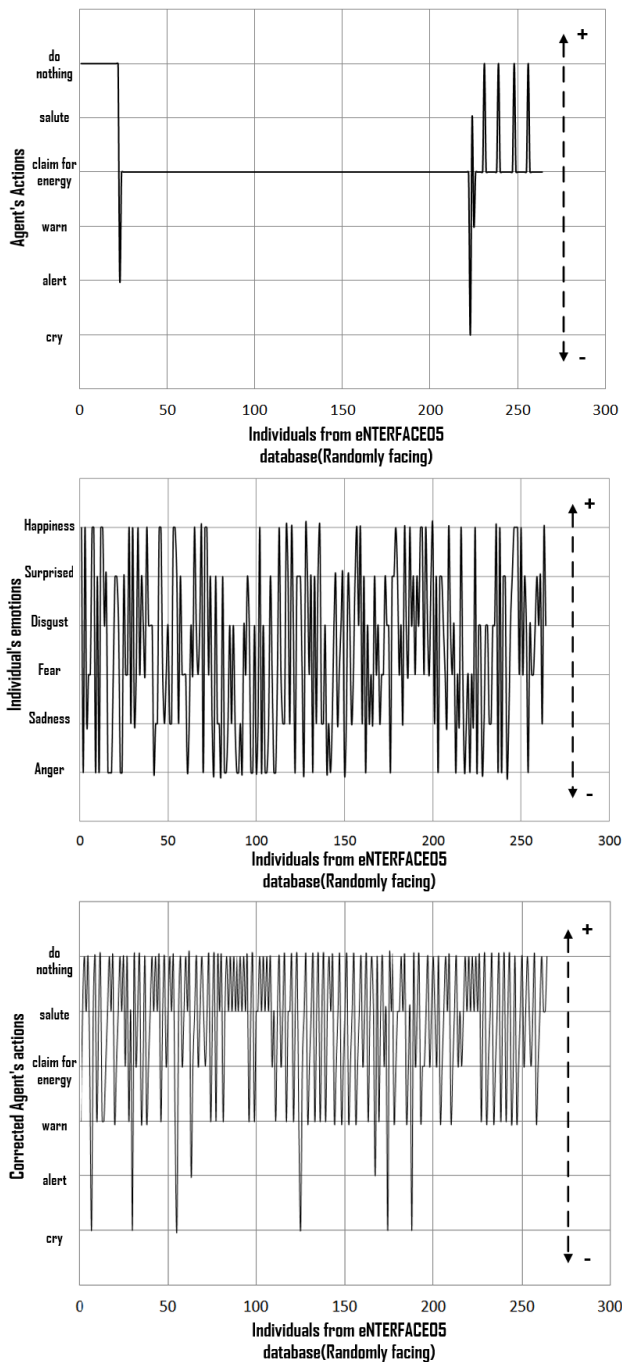 +
do
nothing
salute
claim for
energy
warn
alert
cry
-
Agent's Actions
0 50 100 150 200 250 300
Individuals from eNTERFACE05
database(Randomly facing)
+
Happiness
Surprised
Disgust
Fear
Sadness
Anger
-
Individual's emotions
0 50 100 150 200 250 300
Individuals from eNTERFACE05
database(Randomly facing)
+
do
nothing
salute
claim for
energy
warn
alert
cry
-
Corrected Agent's actions
0 50 100 150 200 250 300
Individuals from eNTERFACE05
database(Randomly facing)